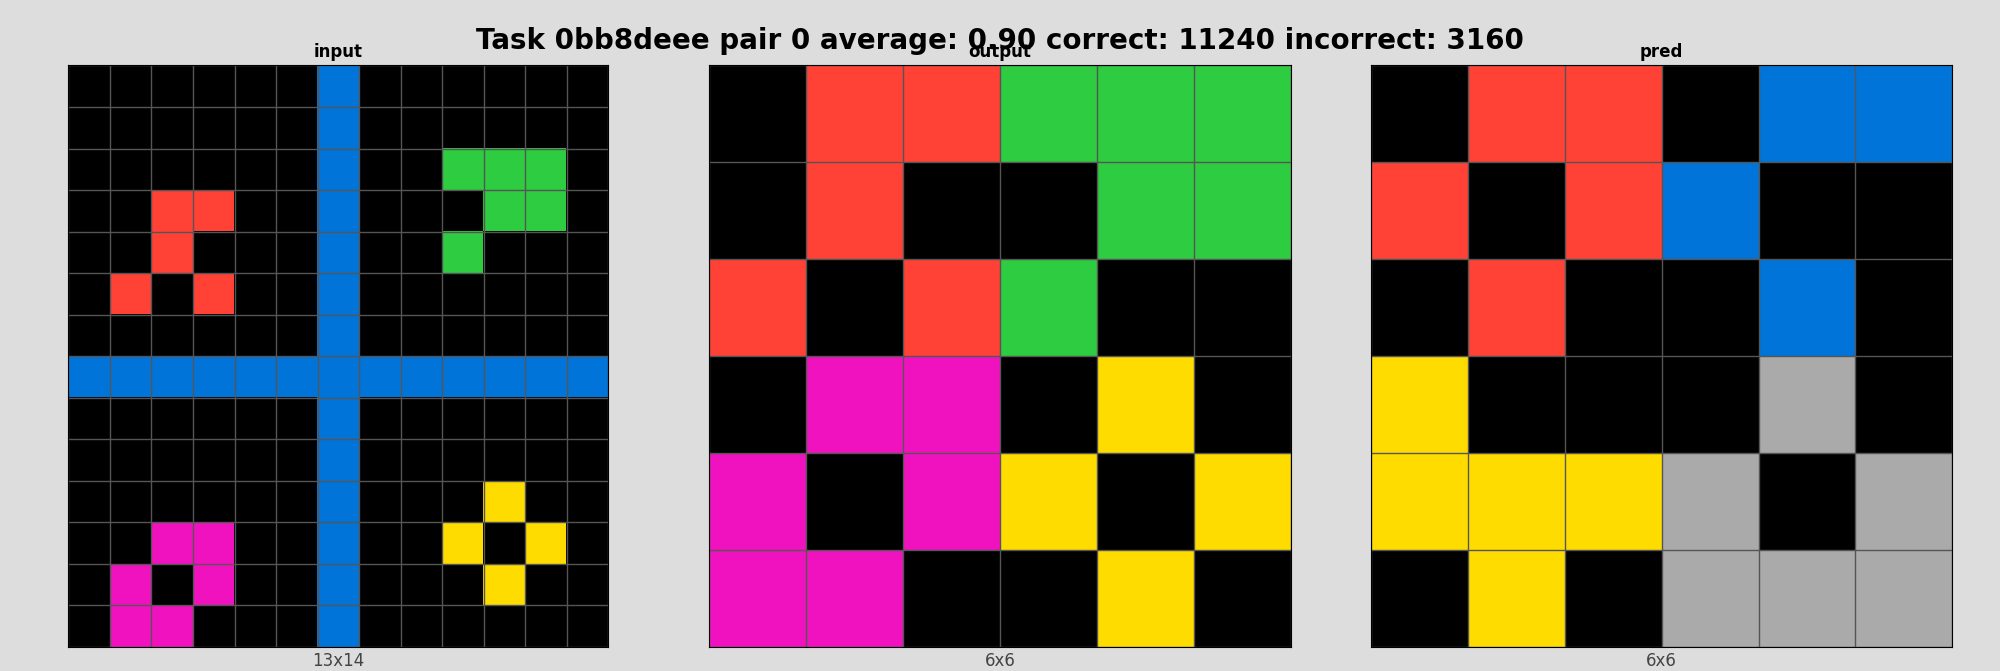 Task 0bb8deee pair 0 average: 0.90 correct: 11240 incorrect: 3160
input
output
pred
13x14
6x6
6x6